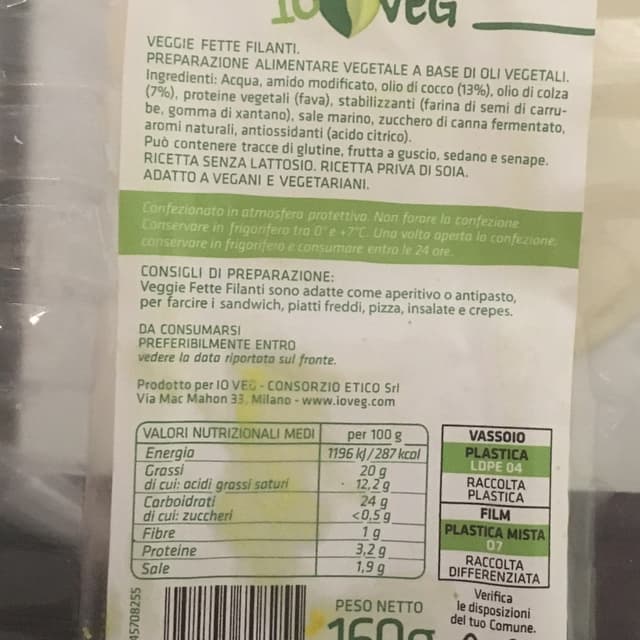 IO VEG
VEGGIE FETTE FILANTI.
PREPARAZIONE ALIMENTARE VEGETALE A BASE DI OLI VEGETALI.
Ingredienti: Acqua, amido modificato, olio di cocco (13%), olio di colza
(7%), proteine vegetali (fava), stabilizzanti (farina di semi di carru-
be, gomma di xantano), sale marino, zucchero di canna fermentato,
aromi naturali, antiossidanti (acido citrico).
Può contenere tracce di glutine, frutta a guscio, sedano e senape.
RICETTA SENZA LATTOSIO. RICETTA PRIVA DI SOIA.
ADATTO A VEGANI E VEGETARIANI.
Confezionato in atmosfera protettiva. Non forare la confezione
Conservare in frigorifero tra 0° e +7°C. Una volta aperta la confezione,
conservare in frigorifero e consumare entro le 24 ore.
CONSIGLI DI PREPARAZIONE:
Veggie Fette Filanti sono adatte come aperitivo o antipasto,
per farcire i sandwich, piatti freddi, pizza, insalate e crepes.
DA CONSUMARSI
PREFERIBILMENTE ENTRO
vedere la data riportata sul fronte.
Prodotto per IO VEG - CONSORZIO ETICO Srl
Via Mac Mahon 33, Milano - www.ioveg.com
VALORI NUTRIZIONALI MEDI per 100 g
Energia 1196 kJ/287 kcal
Grassi 20 g
di cui: acidi grassi saturi 12,2 g
Carboidrati 24 g
di cui: zuccheri <0,5 g
Fibre 1 g
Proteine 3,2 g
Sale 1,9 g
VASSOIO
PLASTICA
LDPE 04
RACCOLTA
PLASTICA
FILM
PLASTICA MISTA
07
RACCOLTA
DIFFERENZIATA
Verifica
le disposizioni
del tuo Comune.
PESO NETTO
160g
45708255